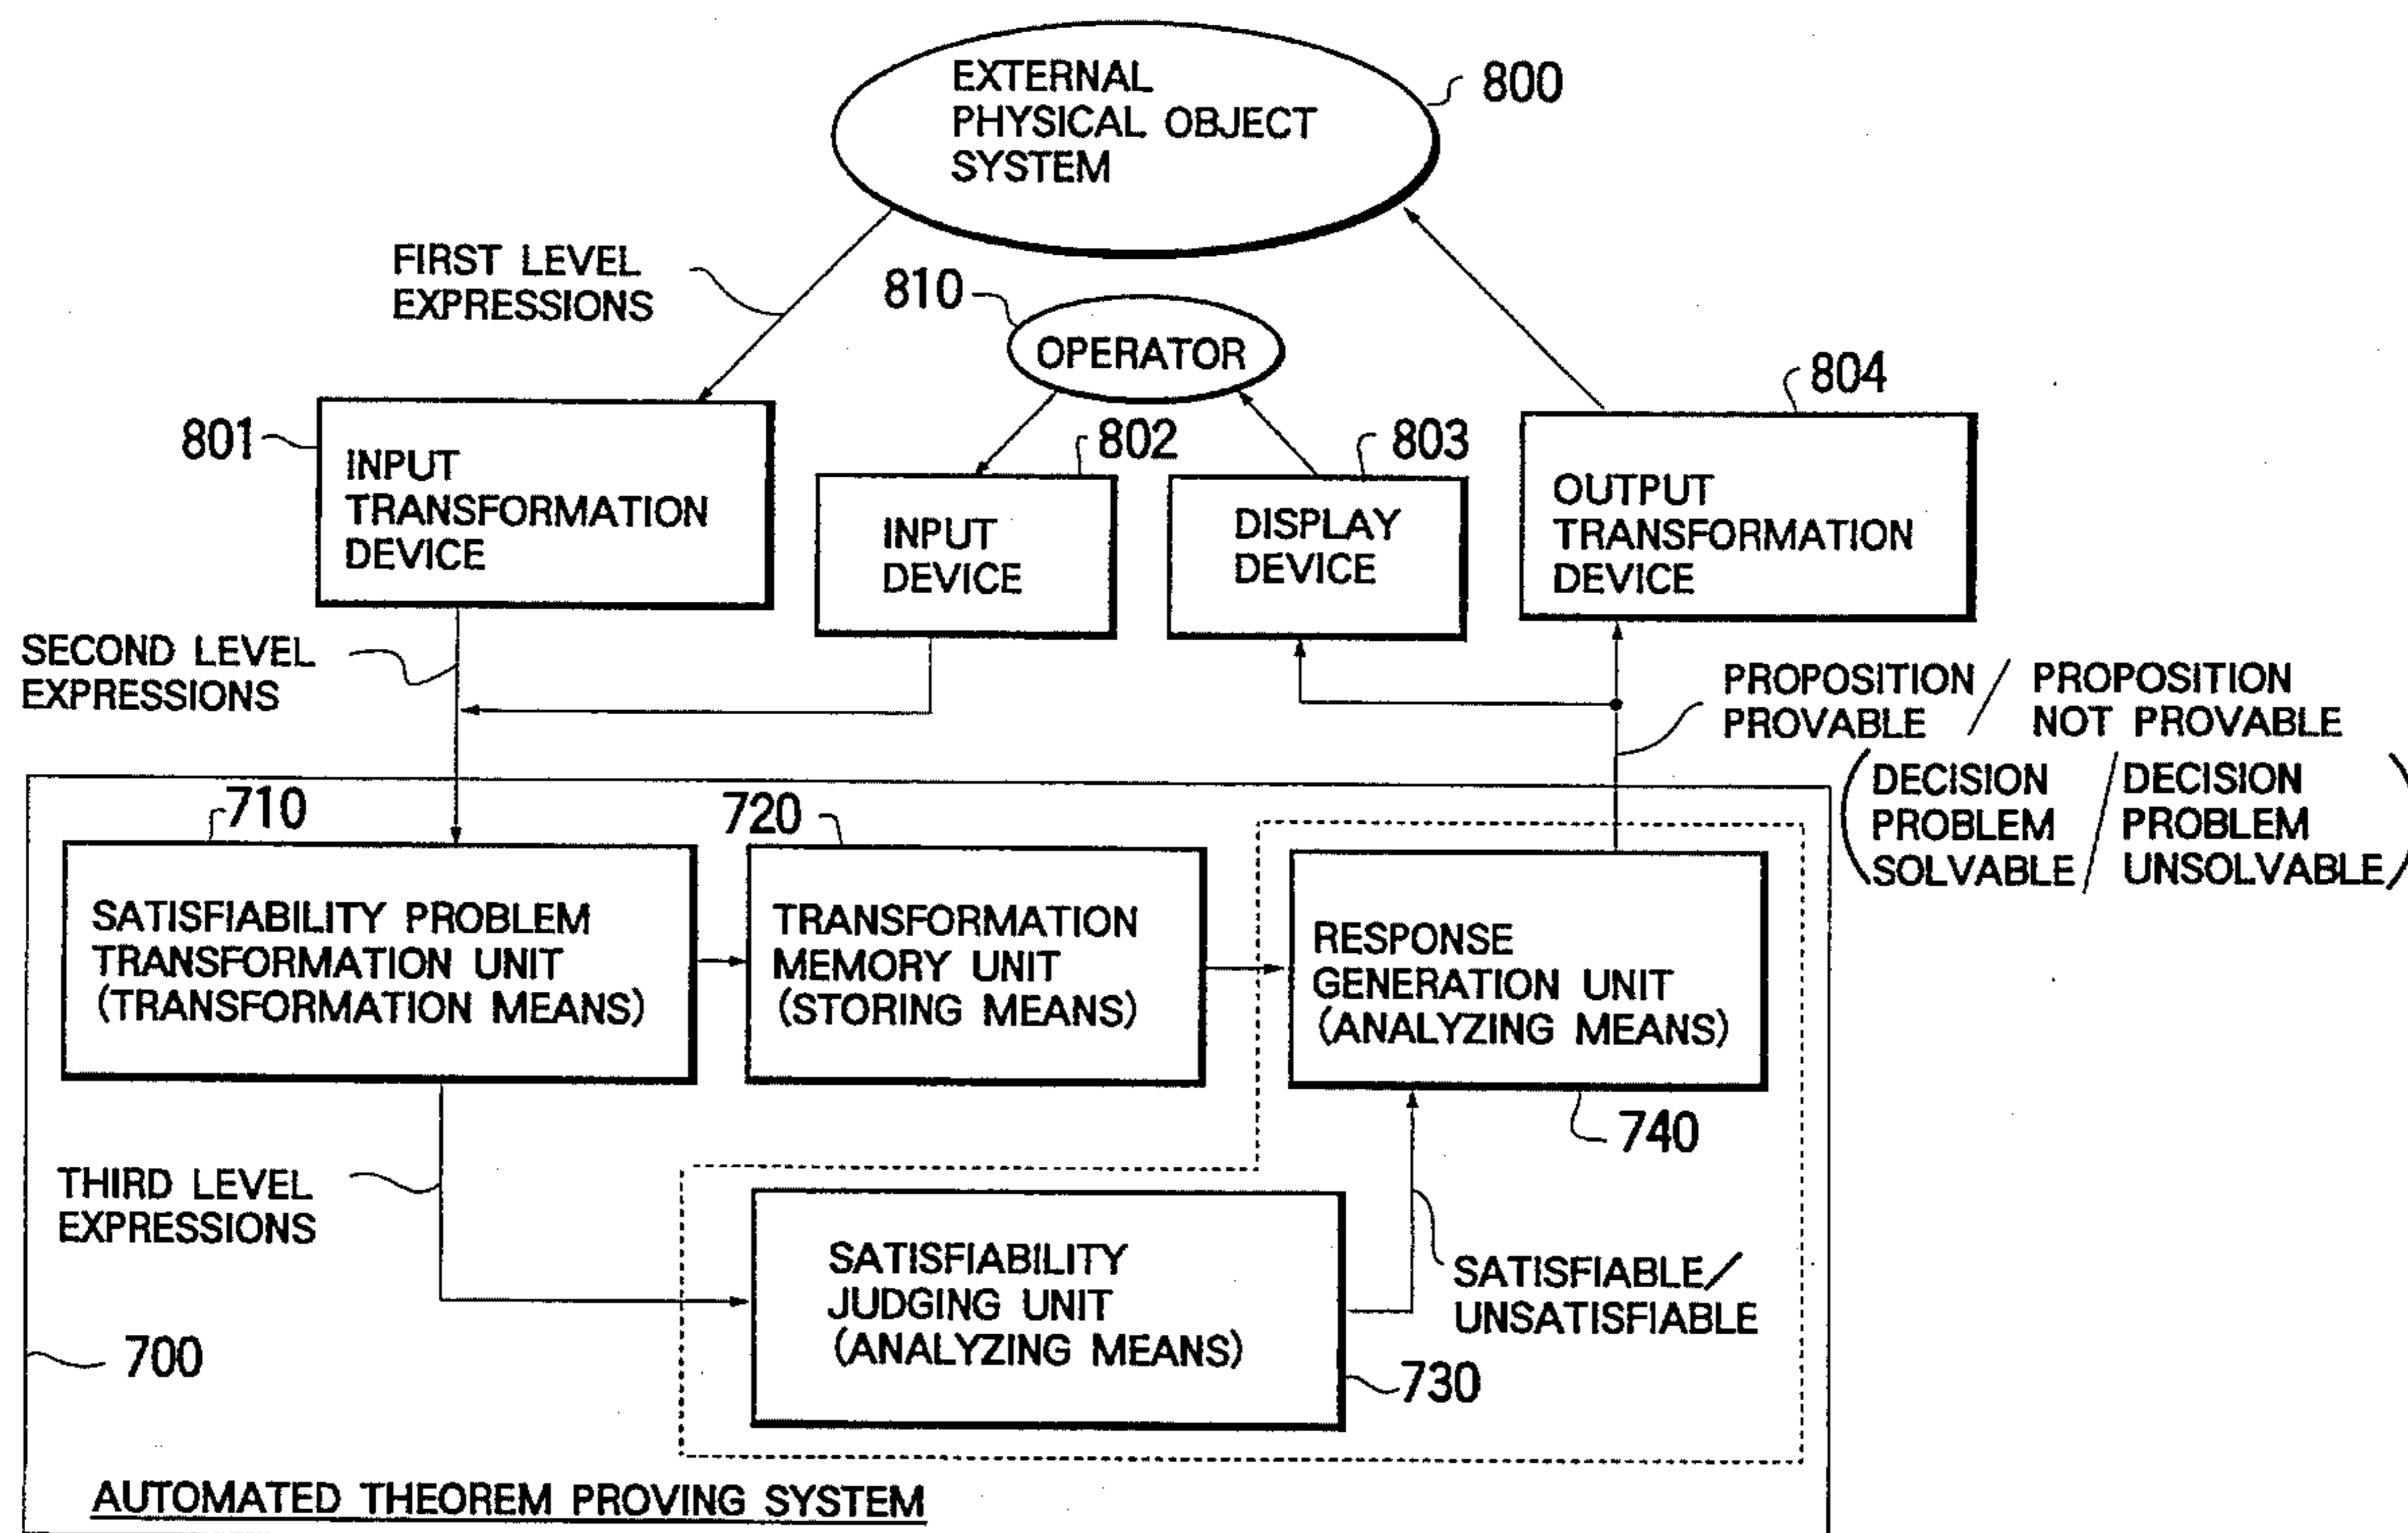 EXTERNAL
PHYSICAL OBJECT
SYSTEM
800
FIRST LEVEL
EXPRESSIONS
810
OPERATOR
801
INPUT
TRANSFORMATION
DEVICE
802
INPUT
DEVICE
803
DISPLAY
DEVICE
804
OUTPUT
TRANSFORMATION
DEVICE
SECOND LEVEL
EXPRESSIONS
PROPOSITION / PROPOSITION
PROVABLE NOT PROVABLE
(DECISION / DECISION
PROBLEM PROBLEM
SOLVABLE UNSOLVABLE)
710
SATISFIABILITY PROBLEM
TRANSFORMATION UNIT
(TRANSFORMATION MEANS)
720
TRANSFORMATION
MEMORY UNIT
(STORING MEANS)
RESPONSE
GENERATION UNIT
(ANALYZING MEANS)
740
THIRD LEVEL
EXPRESSIONS
SATISFIABILITY
JUDGING UNIT
(ANALYZING MEANS)
730
SATISFIABLE/
UNSATISFIABLE
700
AUTOMATED THEOREM PROVING SYSTEM